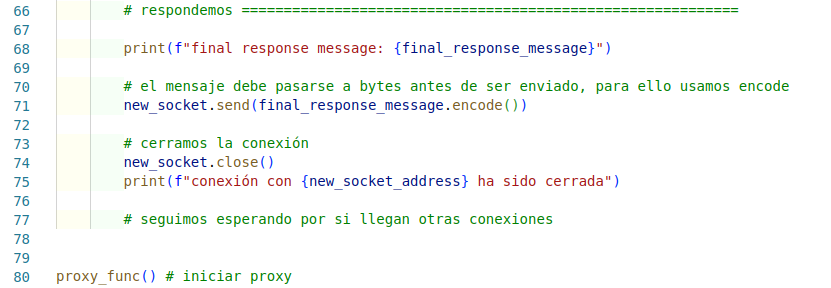 66 # respondemos ===========================================================
67
68 print(f"final response message: {final_response_message}")
69
70 # el mensaje debe pasarse a bytes antes de ser enviado, para ello usamos encode
71 new_socket.send(final_response_message.encode())
72
73 # cerramos la conexión
74 new_socket.close()
75 print(f"conexión con {new_socket_address} ha sido cerrada")
76
77 # seguimos esperando por si llegan otras conexiones
78
79
80 proxy_func() # iniciar proxy